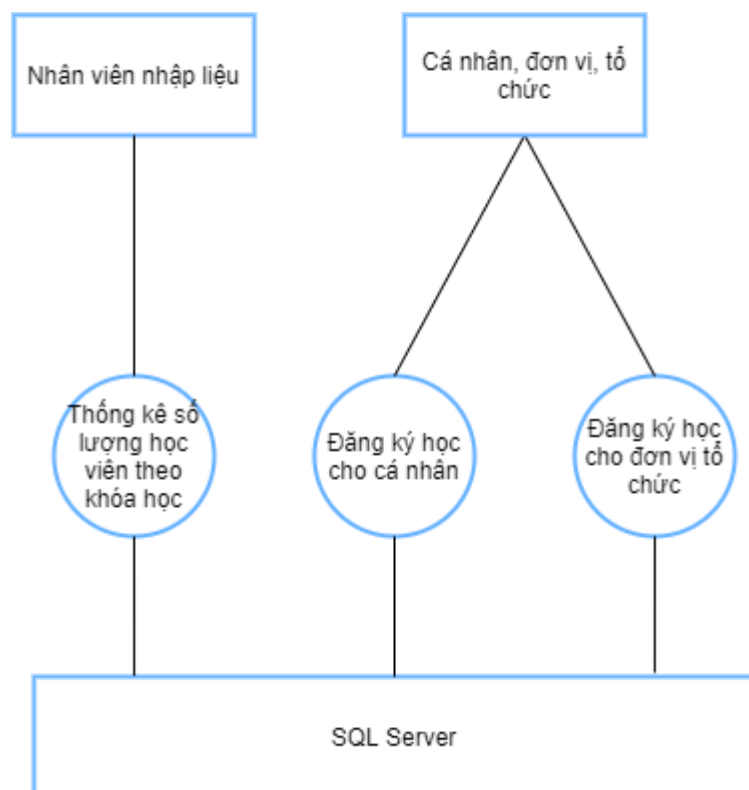 Nhân viên nhập liệu
Cá nhân, đơn vị, tổ
chức
Thống kê số
lượng học
viên theo
khóa học
Đăng ký học
cho cá nhân
Đăng ký học
cho đơn vị tổ
chức
SQL Server